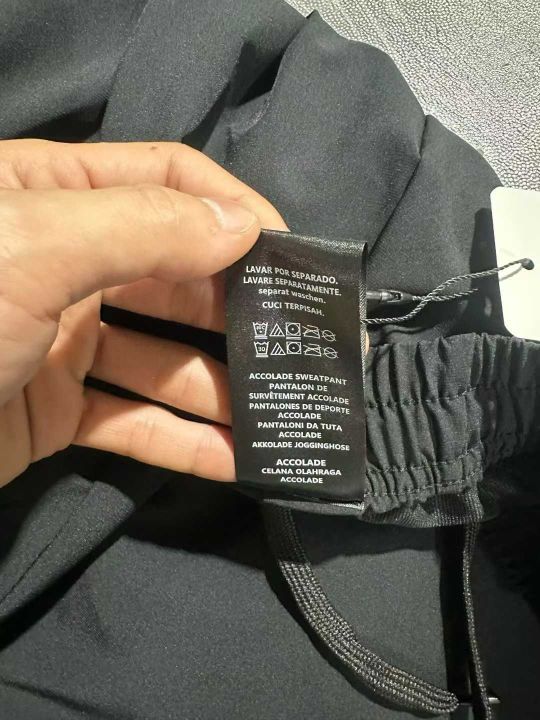 LAVAR POR SEPARADO.
LAVARE SEPARATAMENTE.
separat waschen.
CUCI TERPISAH.
30
ACCOLADE SWEATPANT
PANTALON DE
SURVÊTEMENT ACCOLADE
PANTALONES DE DEPORTE
ACCOLADE
PANTALONI DA TUTA
ACCOLADE
AKKOLADE JOGGINGHOSE
ACCOLADE
CELANA OLAHRAGA
ACCOLADE